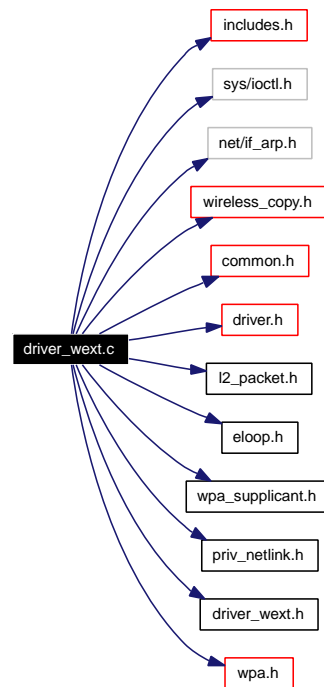 includes.h
sys/ioctl.h
net/if_arp.h
wireless_copy.h
common.h
driver.h
driver_wext.c
l2_packet.h
eloop.h
wpa_supplicant.h
priv_netlink.h
driver_wext.h
wpa.h